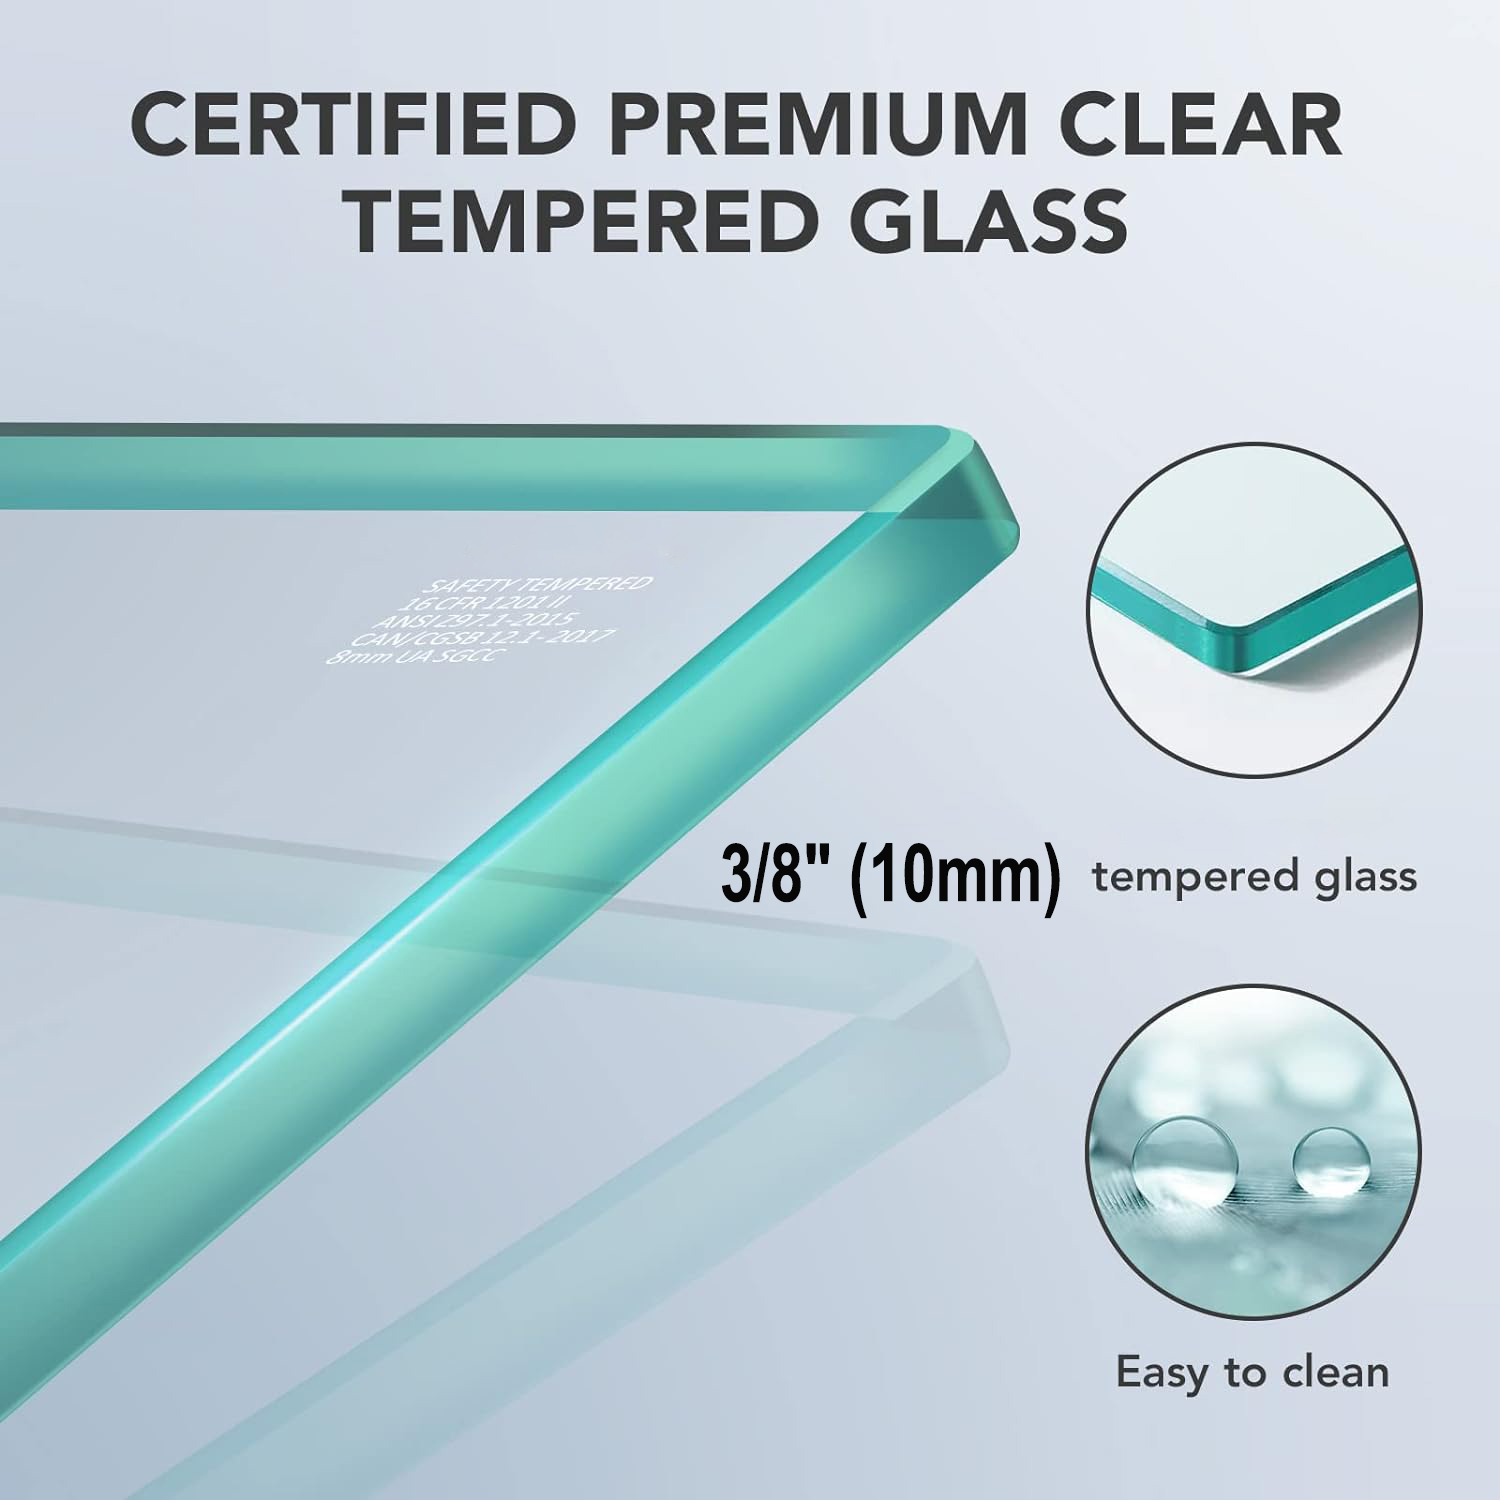 CERTIFIED PREMIUM CLEAR
TEMPERED GLASS
SAFETY TEMPERED
16 CFR 1201 II
ANSI Z97.1-2015
CAN/CGSB 12.1- 2017
8mm UA SGCC
3/8" (10mm) tempered glass
Easy to clean